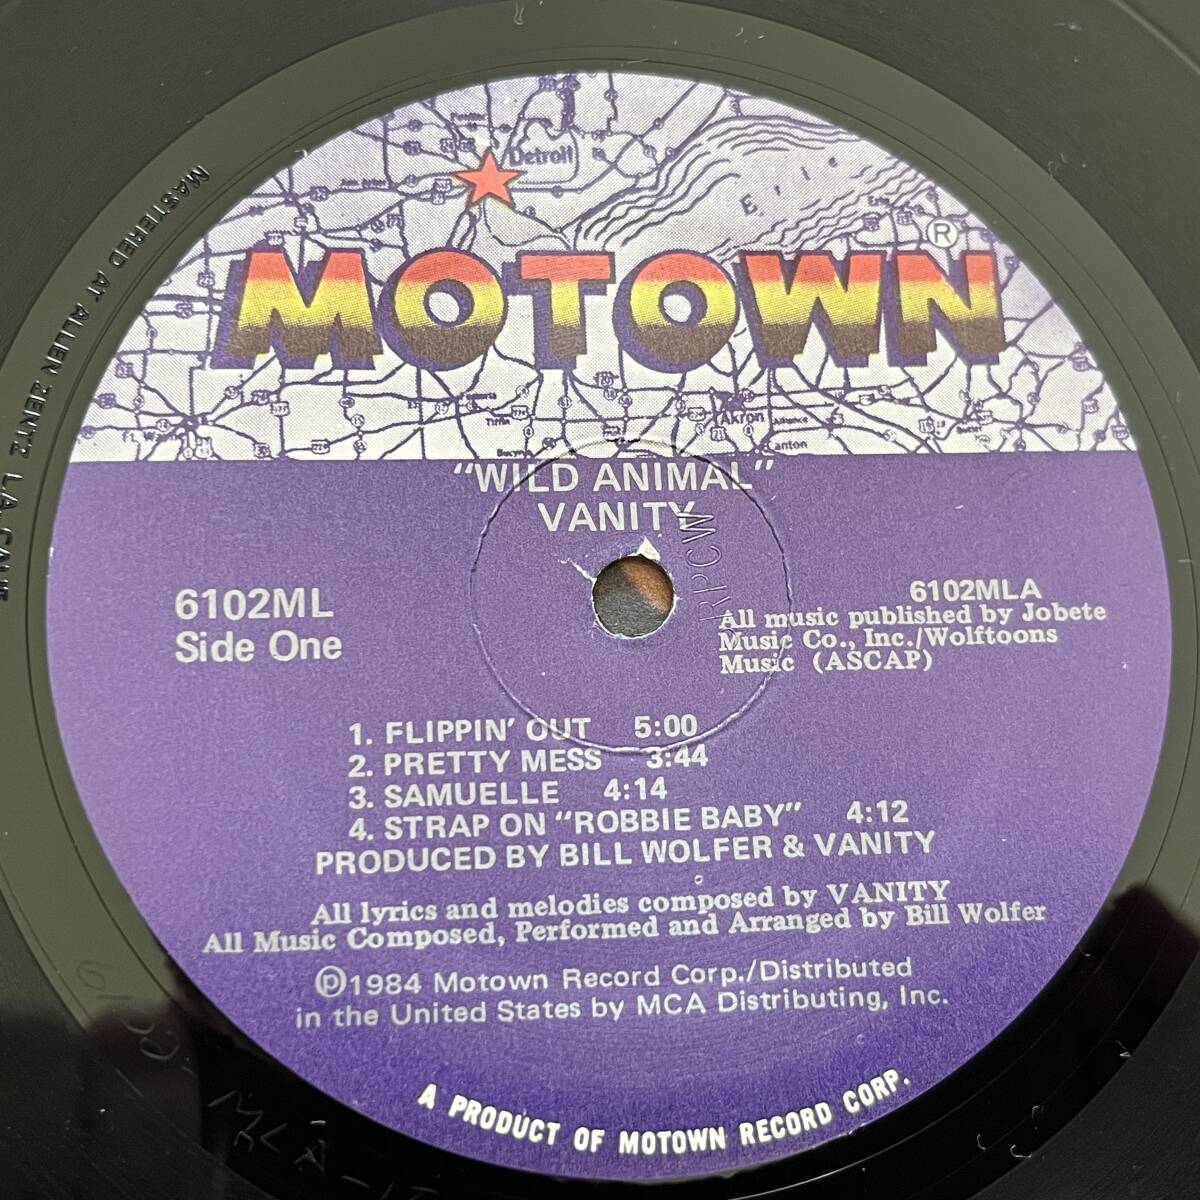 Detroit
Erie
MOTOWN®
Akron
Canton
"WILD ANIMAL"
VANITY
RPCW
6102ML
Side One
6102MLA
All music published by Jobete
Music Co., Inc./Wolftoons
Music (ASCAP)
1. FLIPPIN' OUT 5:00
2. PRETTY MESS 3:44
3. SAMUELLE 4:14
4. STRAP ON "ROBBIE BABY" 4:12
PRODUCED BY BILL WOLFER & VANITY
All lyrics and melodies composed by VANITY
All Music Composed, Performed and Arranged by Bill Wolfer
℗1984 Motown Record Corp./Distributed
in the United States by MCA Distributing, Inc.
A PRODUCT OF MOTOWN RECORD CORP.
MASTERED AT ALLEN ZENTZ L.A. CALIF.